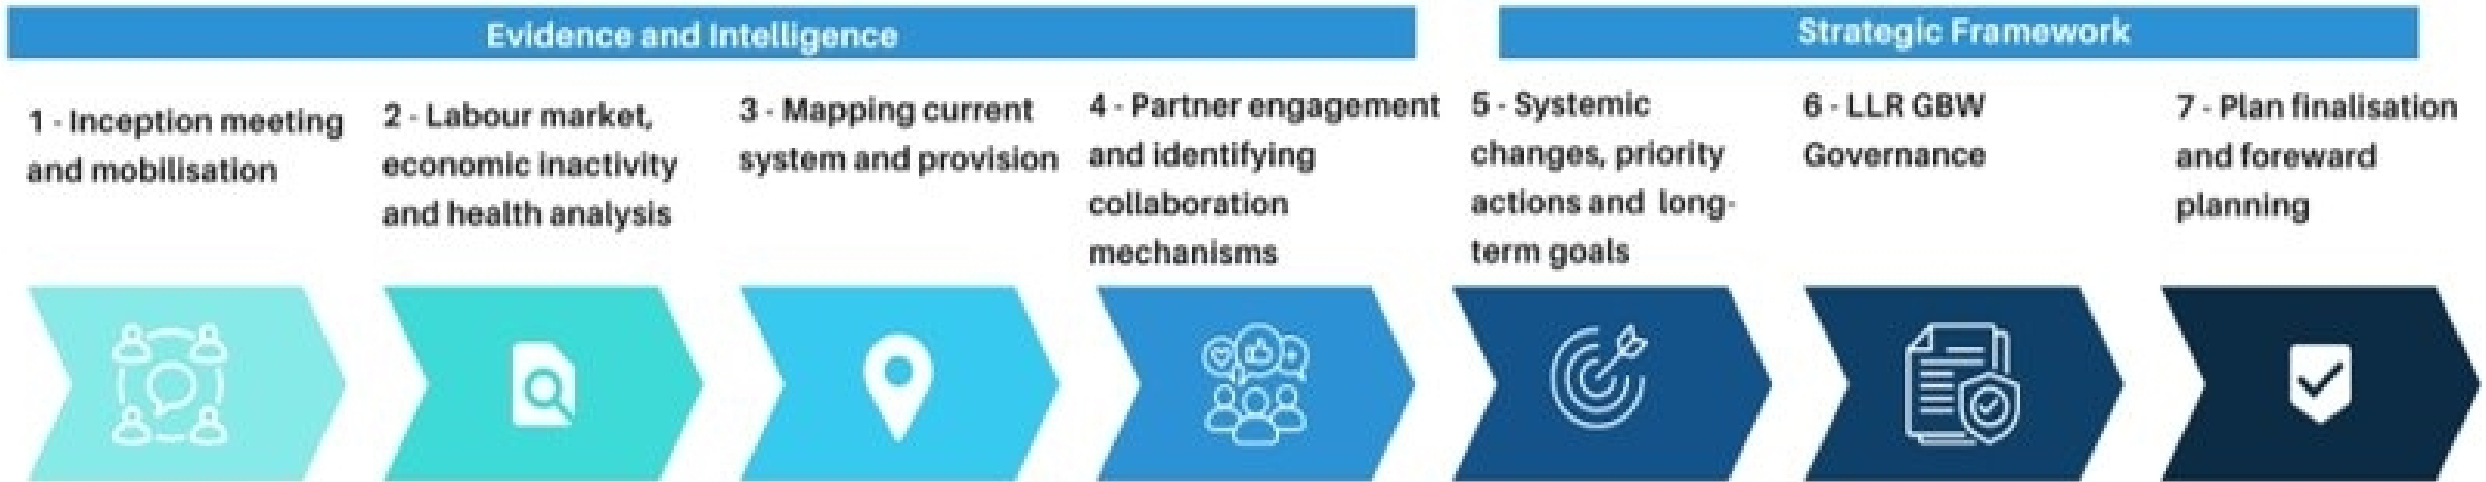 Evidence and Intelligence
Strategic Framework
1 - Inception meeting
and mobilisation
2 - Labour market,
economic inactivity
and health analysis
3 - Mapping current
system and provision
4 - Partner engagement
and identifying
collaboration
mechanisms
5 - Systemic
changes, priority
actions and long-
term goals
6 - LLR GBW
Governance
7 - Plan finalisation
and foreward
planning